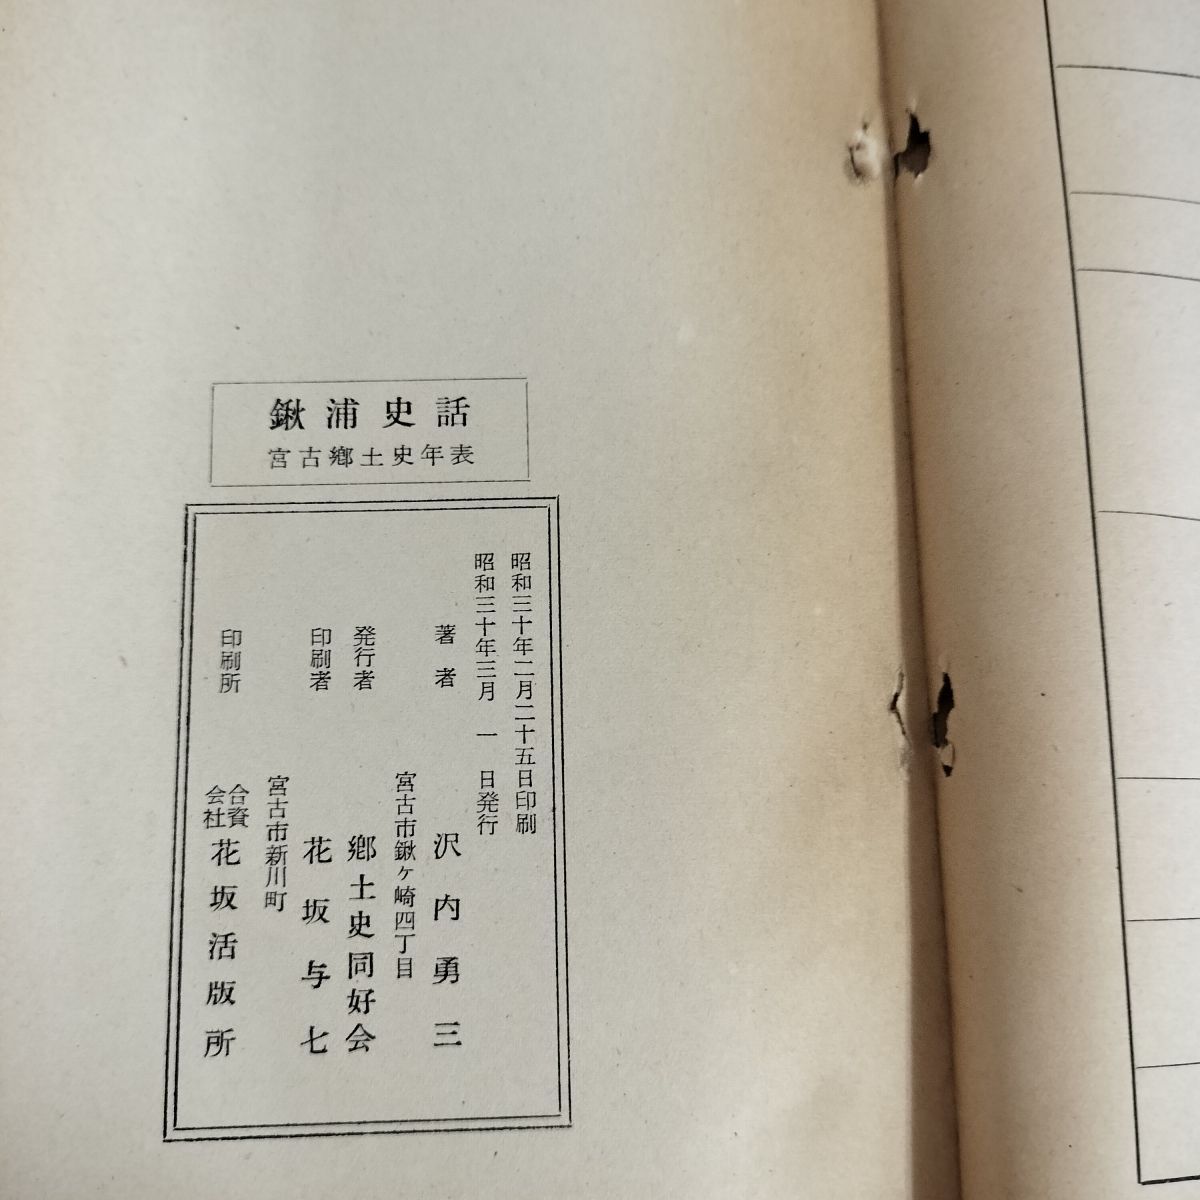 鍬浦史話
宮古郷土史年表
昭和三十年二月二十五日印刷
昭和三十年三月 一 日発行
著者 沢内勇三
宮古市鍬ヶ崎四丁目
発行者 郷土史同好会
印刷者 花坂与七
宮古市新川町
印刷所 合資会社 花坂活版所